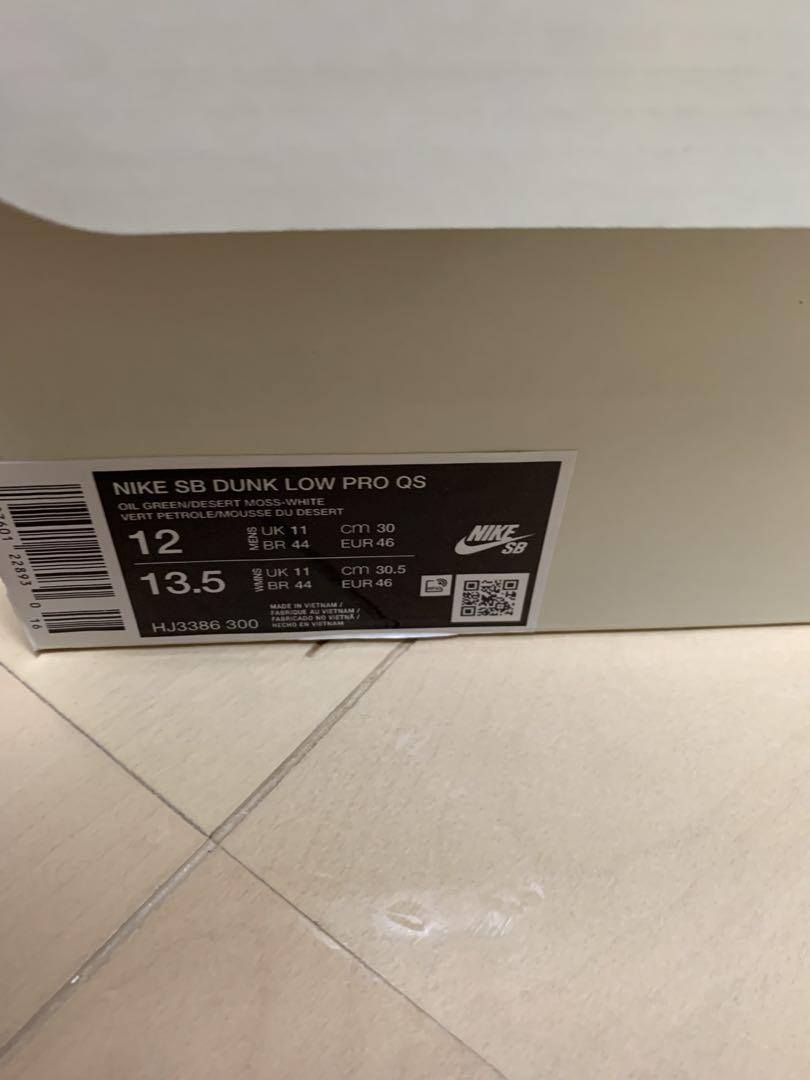 NIKE SB DUNK LOW PRO QS
OIL GREEN/DESERT MOSS-WHITE
VERT PETROLE/MOUSSE DU DESERT
12 MENS UK 11 cm 30
BR 44 EUR 46
13.5 WMNS UK 11 cm 30.5
BR 44 EUR 46
HJ3386 300
MADE IN VIETNAM /
FABRIQUE AU VIETNAM /
FABRICADO NO VIETNÃ /
HECHO EN VIETNAM
NIKE
SB
22893 0 16